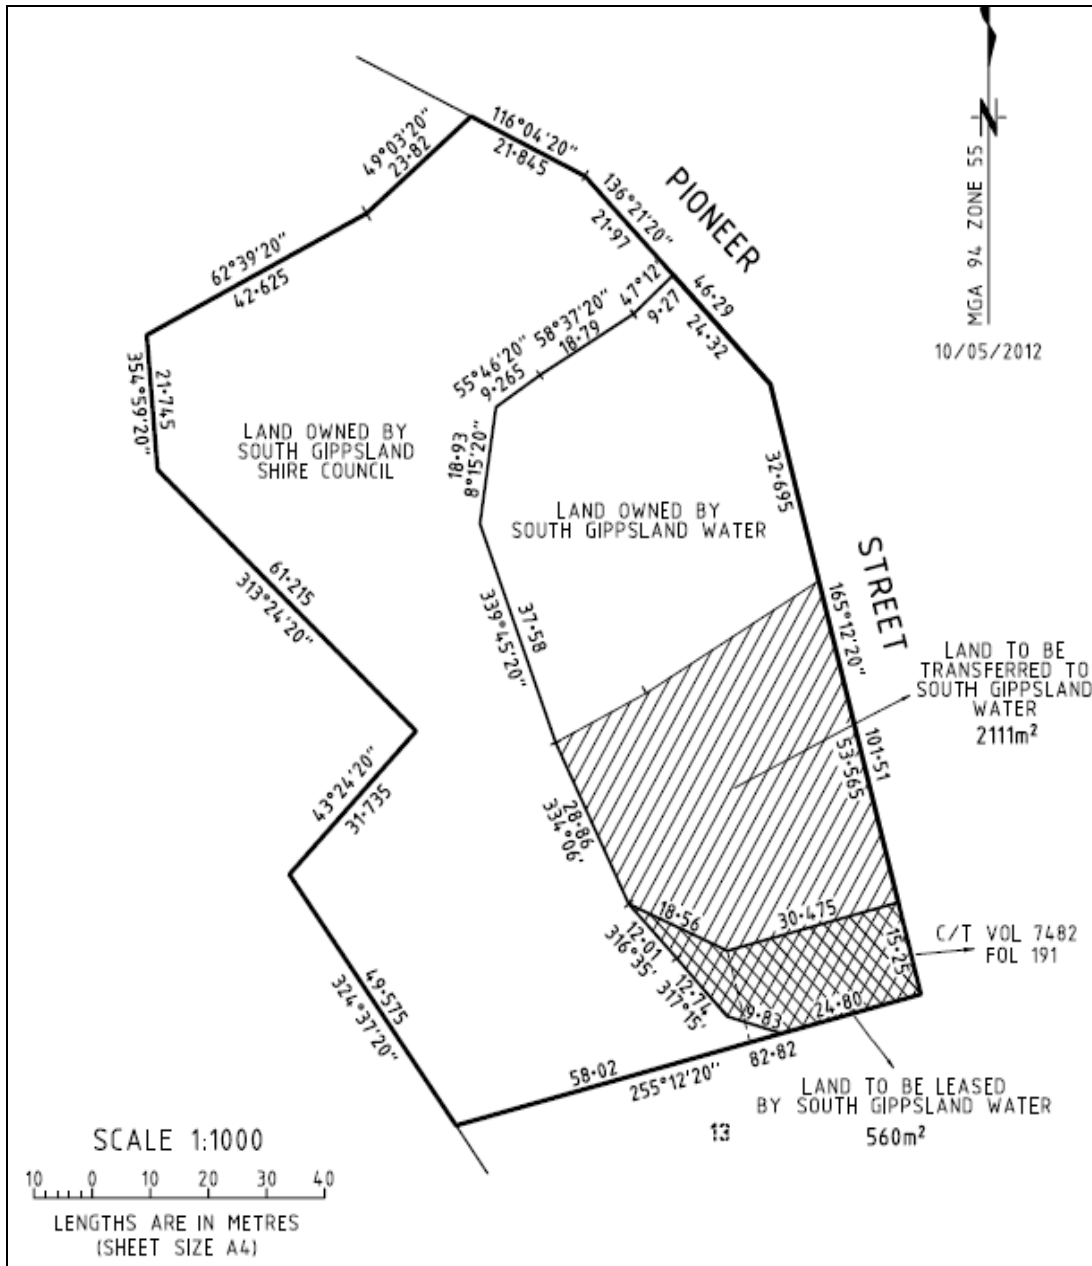 116°04'20"
21·845
49°03'20"
23·82
136°21'20"
21·97
PIONEER
MGA 94 ZONE 55
10/05/2012
62°39'20"
42·625
47°12'
9·27
46·29
24·32
58°37'20"
18·79
55°46'20"
9·265
21·745
354°59'20"
18·93
8°15'20"
32·695
LAND OWNED BY
SOUTH GIPPSLAND
SHIRE COUNCIL
LAND OWNED BY
SOUTH GIPPSLAND WATER
STREET
165°12'20"
61·215
313°24'20"
37·58
339°45'20"
LAND TO BE
TRANSFERRED TO
SOUTH GIPPSLAND
WATER
2111m²
101·51
53·565
43°24'20"
31·735
28·86
334°06'
18·56
30·475
15·25
C/T VOL 7482
FOL 191
12·01
316°35'
12·74
317°15'
9·83
24·80
49·575
324°37'20"
58·02
255°12'20"
82·82
LAND TO BE LEASED
BY SOUTH GIPPSLAND WATER
560m²
13
SCALE 1:1000
10 0 10 20 30 40
LENGTHS ARE IN METRES
(SHEET SIZE A4)